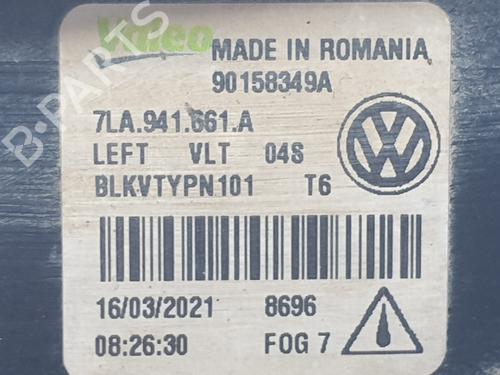 Valeo
MADE IN ROMANIA
90158349A
7LA.941.661.A
LEFT VLT 04S
BLKVTYPN101 T6
16/03/2021 8696
08:26:30 FOG 7
B-PARTS